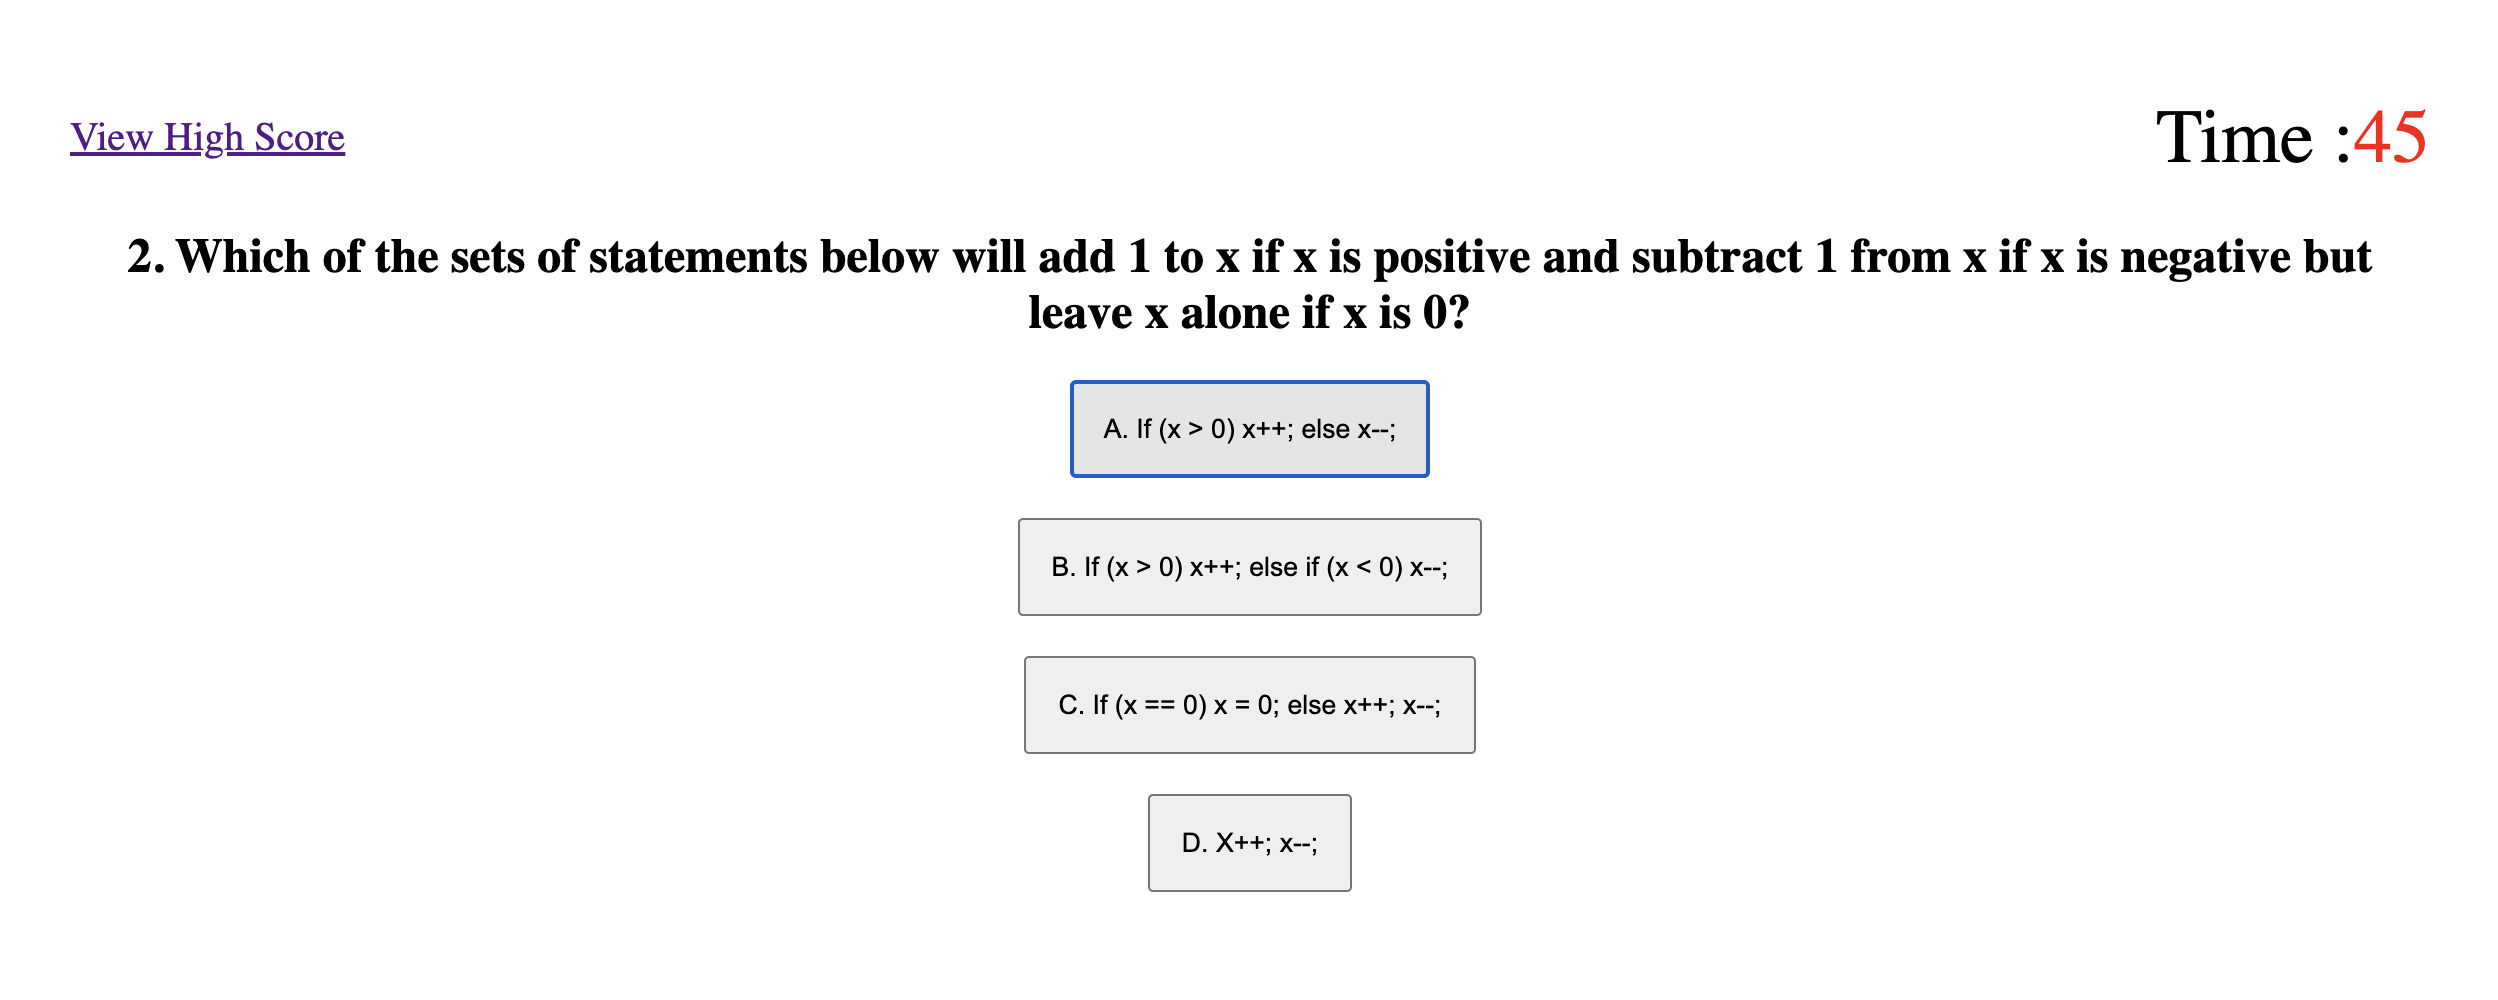 View High Score
Time :45
2. Which of the sets of statements below will add 1 to x if x is positive and subtract 1 from x if x is negative but
leave x alone if x is 0?
A. If (x > 0) x++; else x--;
B. If (x > 0) x++; else if (x < 0) x--;
C. If (x == 0) x = 0; else x++; x--;
D. X++; x--;